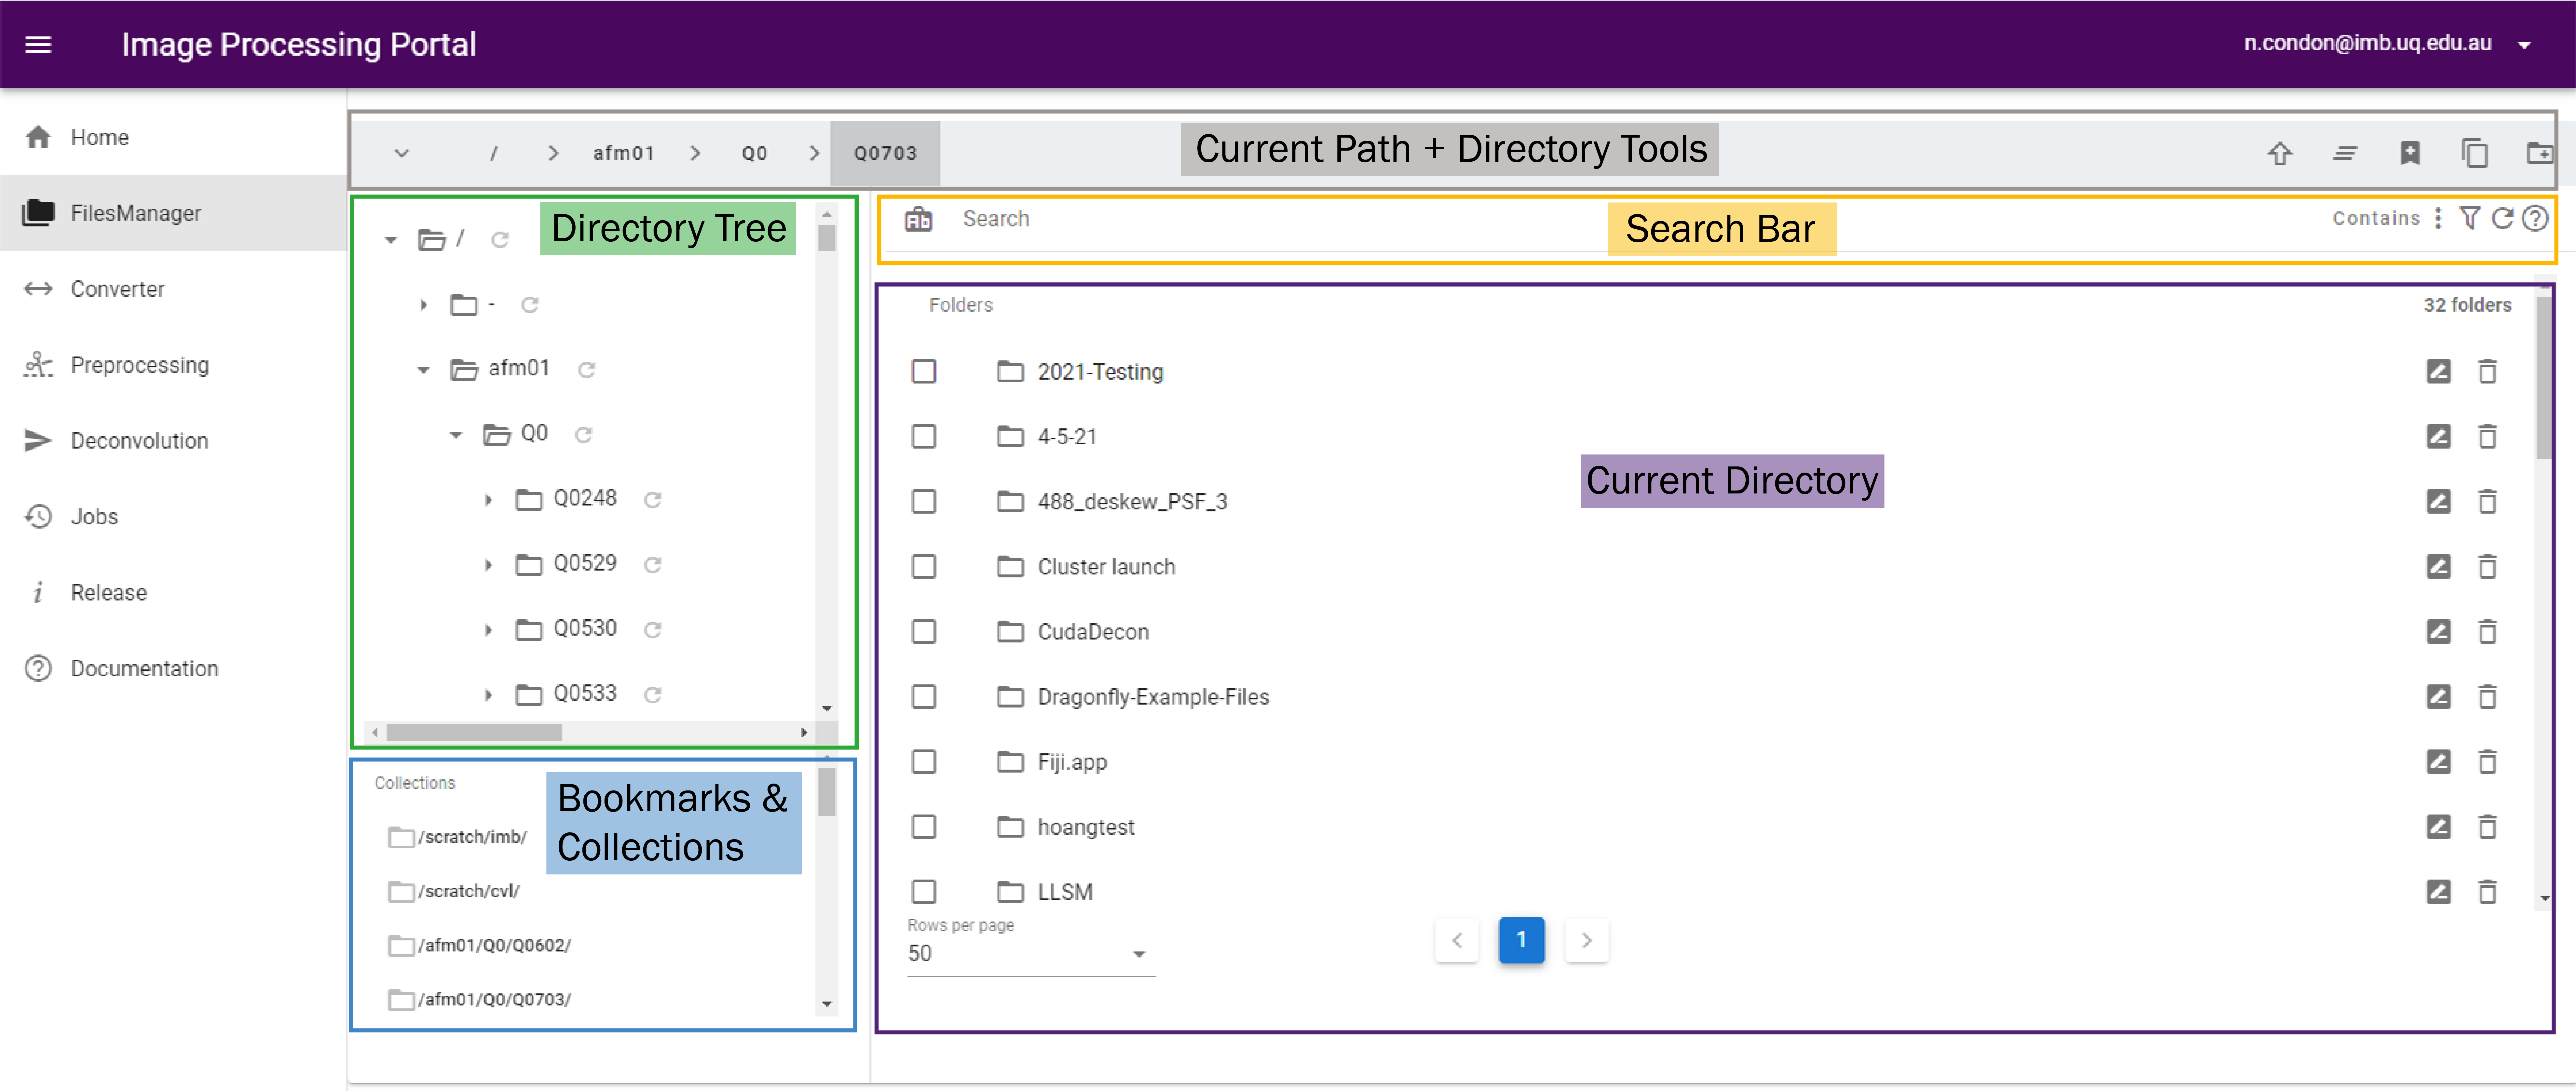 Image Processing Portal
n.condon@imb.uq.edu.au
Home
FilesManager
Converter
Preprocessing
Deconvolution
Jobs
Release
Documentation
/ afm01 Q0 Q0703
Current Path + Directory Tools
Directory Tree
/
-
afm01
Q0
Q0248
Q0529
Q0530
Q0533
Collections
Bookmarks &
Collections
/scratch/imb/
/scratch/cvl/
/afm01/Q0/Q0602/
/afm01/Q0/Q0703/
Ab Search
Search Bar
Contains
Folders
32 folders
2021-Testing
4-5-21
488_deskew_PSF_3
Current Directory
Cluster launch
CudaDecon
Dragonfly-Example-Files
Fiji.app
hoangtest
LLSM
Rows per page
50
1